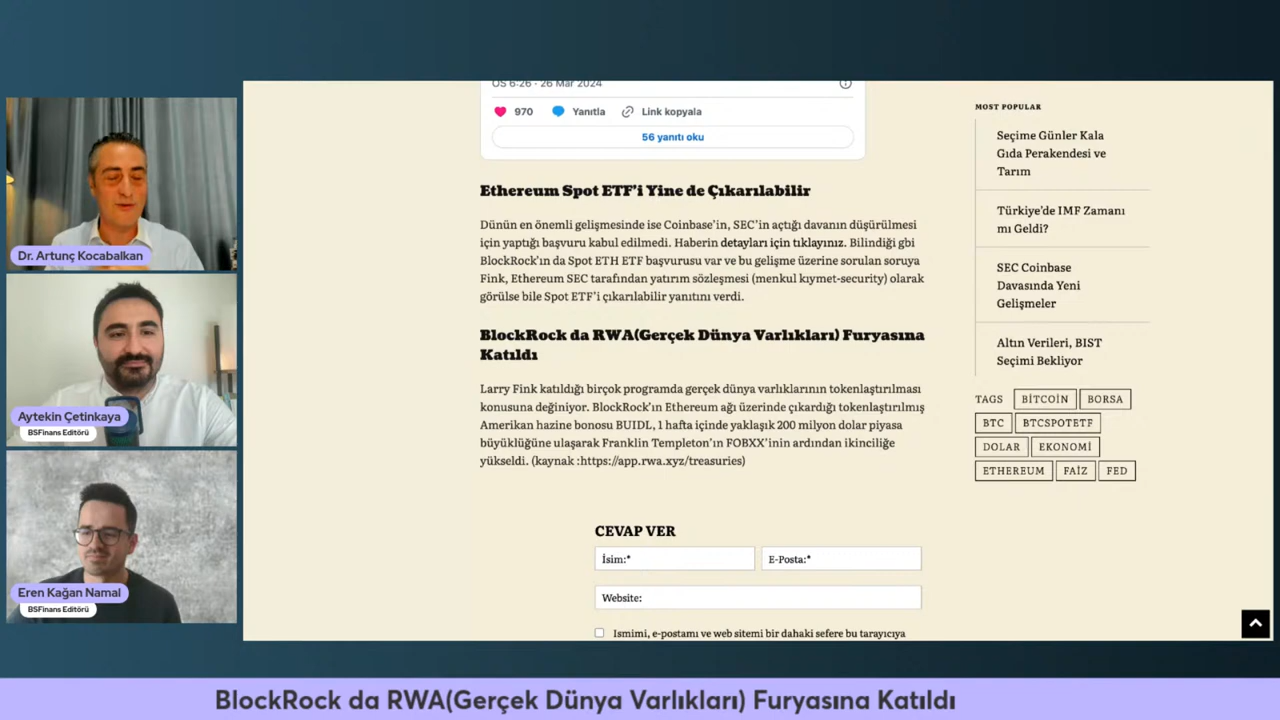 Dr. Artunç Kocabalkan
Aytekin Çetinkaya
BSFinans Editörü
Eren Kağan Namal
BSFinans Editörü
ÖS 6:26 · 26 Mar 2024
970 Yanıtla Link kopyala
56 yanıtı oku
Ethereum Spot ETF'i Yine de Çıkarılabilir
Dünün en önemli gelişmesinde ise Coinbase'in, SEC'in açtığı davanın düşürülmesi
için yaptığı başvuru kabul edilmedi. Haberin detayları için tıklayınız. Bilindiği gbi
BlockRock'ın da Spot ETH ETF başvurusu var ve bu gelişme üzerine sorulan soruya
Fink, Ethereum SEC tarafından yatırım sözleşmesi (menkul kıymet-security) olarak
görülse bile Spot ETF'i çıkarılabilir yanıtını verdi.
BlockRock da RWA(Gerçek Dünya Varlıkları) Furyasına
Katıldı
Larry Fink katıldığı birçok programda gerçek dünya varlıklarının tokenlaştırılması
konusuna değiniyor. BlockRock'ın Ethereum ağı üzerinde çıkardığı tokenlaştırılmış
Amerikan hazine bonosu BUIDL, 1 hafta içinde yaklaşık 200 milyon dolar piyasa
büyüklüğüne ulaşarak Franklin Templeton'ın FOBXX'inin ardından ikinciliğe
yükseldi. (kaynak :https://app.rwa.xyz/treasuries)
CEVAP VER
İsim:* E-Posta:*
Website:
Ismimi, e-postamı ve web sitemi bir dahaki sefere bu tarayıcıya
MOST POPULAR
Seçime Günler Kala
Gıda Perakendesi ve
Tarım
Türkiye'de IMF Zamanı
mı Geldi?
SEC Coinbase
Davasında Yeni
Gelişmeler
Altın Verileri, BIST
Seçimi Bekliyor
TAGS BİTCOİN BORSA
BTC BTCSPOTETF
DOLAR EKONOMİ
ETHEREUM FAİZ FED
BlockRock da RWA(Gerçek Dünya Varlıkları) Furyasına Katıldı